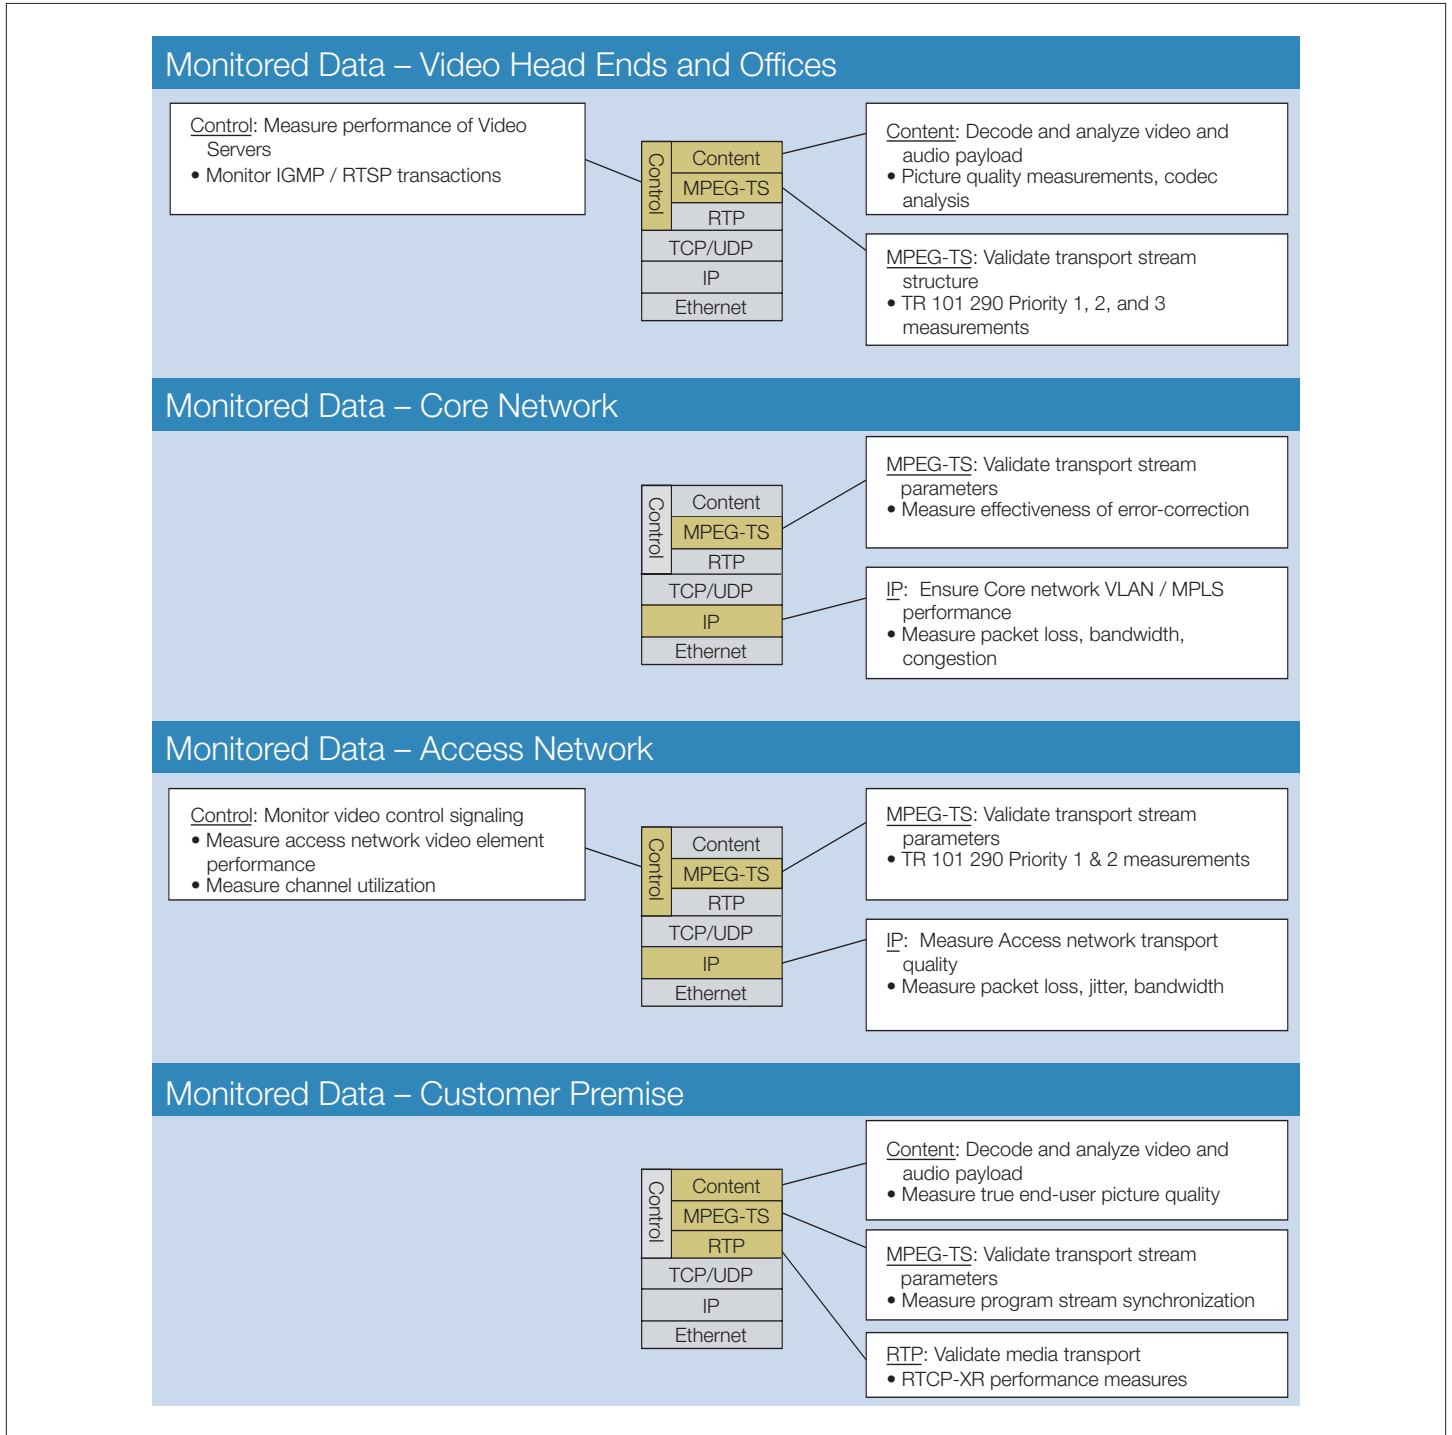 Monitored Data – Video Head Ends and Offices
Control: Measure performance of Video
Servers
• Monitor IGMP / RTSP transactions
Control
Content
MPEG-TS
RTP
TCP/UDP
IP
Ethernet
Content: Decode and analyze video and
audio payload
• Picture quality measurements, codec
analysis
MPEG-TS: Validate transport stream
structure
• TR 101 290 Priority 1, 2, and 3
measurements
Monitored Data – Core Network
Control
Content
MPEG-TS
RTP
TCP/UDP
IP
Ethernet
MPEG-TS: Validate transport stream
parameters
• Measure effectiveness of error-correction
IP: Ensure Core network VLAN / MPLS
performance
• Measure packet loss, bandwidth,
congestion
Monitored Data – Access Network
Control: Monitor video control signaling
• Measure access network video element
performance
• Measure channel utilization
Control
Content
MPEG-TS
RTP
TCP/UDP
IP
Ethernet
MPEG-TS: Validate transport stream
parameters
• TR 101 290 Priority 1 & 2 measurements
IP: Measure Access network transport
quality
• Measure packet loss, jitter, bandwidth
Monitored Data – Customer Premise
Control
Content
MPEG-TS
RTP
TCP/UDP
IP
Ethernet
Content: Decode and analyze video and
audio payload
• Measure true end-user picture quality
MPEG-TS: Validate transport stream
parameters
• Measure program stream synchronization
RTP: Validate media transport
• RTCP-XR performance measures